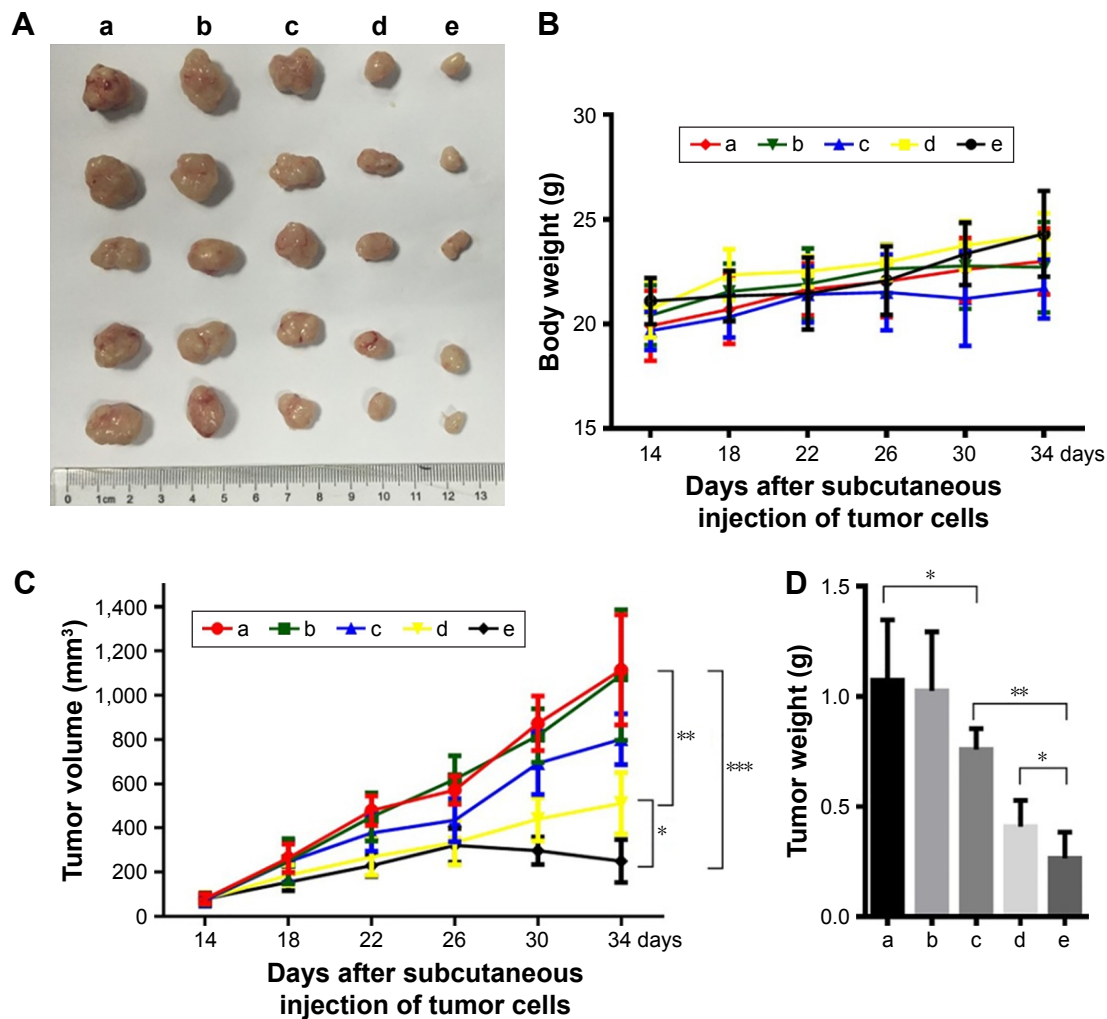 A
a b c d e
0 1cm 2 3 4 5 6 7 8 9 10 11 12 13
B
30
25
20
15
Body weight (g)
a b c d e
14 18 22 26 30 34 days
Days after subcutaneous
injection of tumor cells
C
1,400
1,200
1,000
800
600
400
200
0
Tumor volume (mm³)
a b c d e
**
***
*
14 18 22 26 30 34 days
Days after subcutaneous
injection of tumor cells
D
1.5
1.0
0.5
0.0
Tumor weight (g)
*
**
*
a b c d e